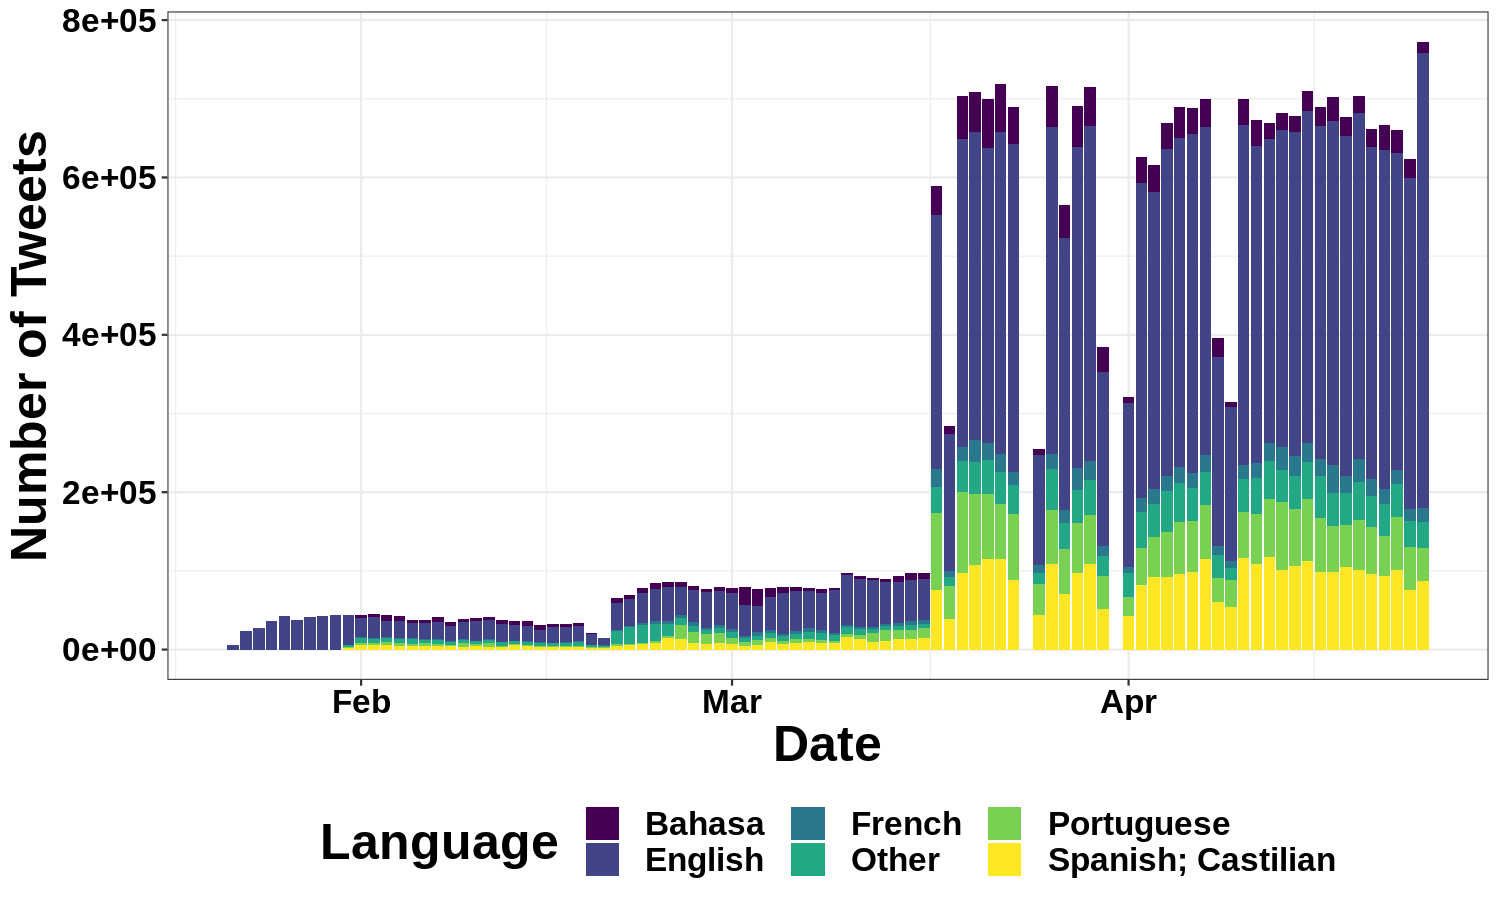 8e+05
6e+05
4e+05
2e+05
0e+00
Number of Tweets
Feb Mar Apr
Date
Language
Bahasa French Portuguese
English Other Spanish; Castilian